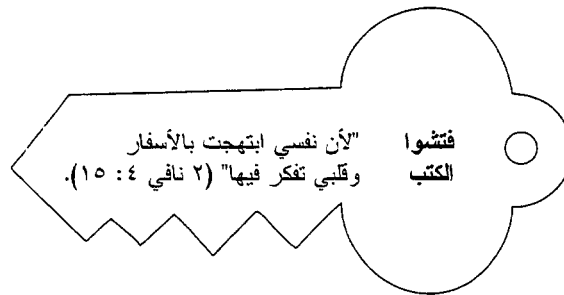 فتشوا "لأن نفسي ابتهجت بالأسفار
الكتب وقلبي تفكر فيها" (٢ نافي ٤: ١٥).